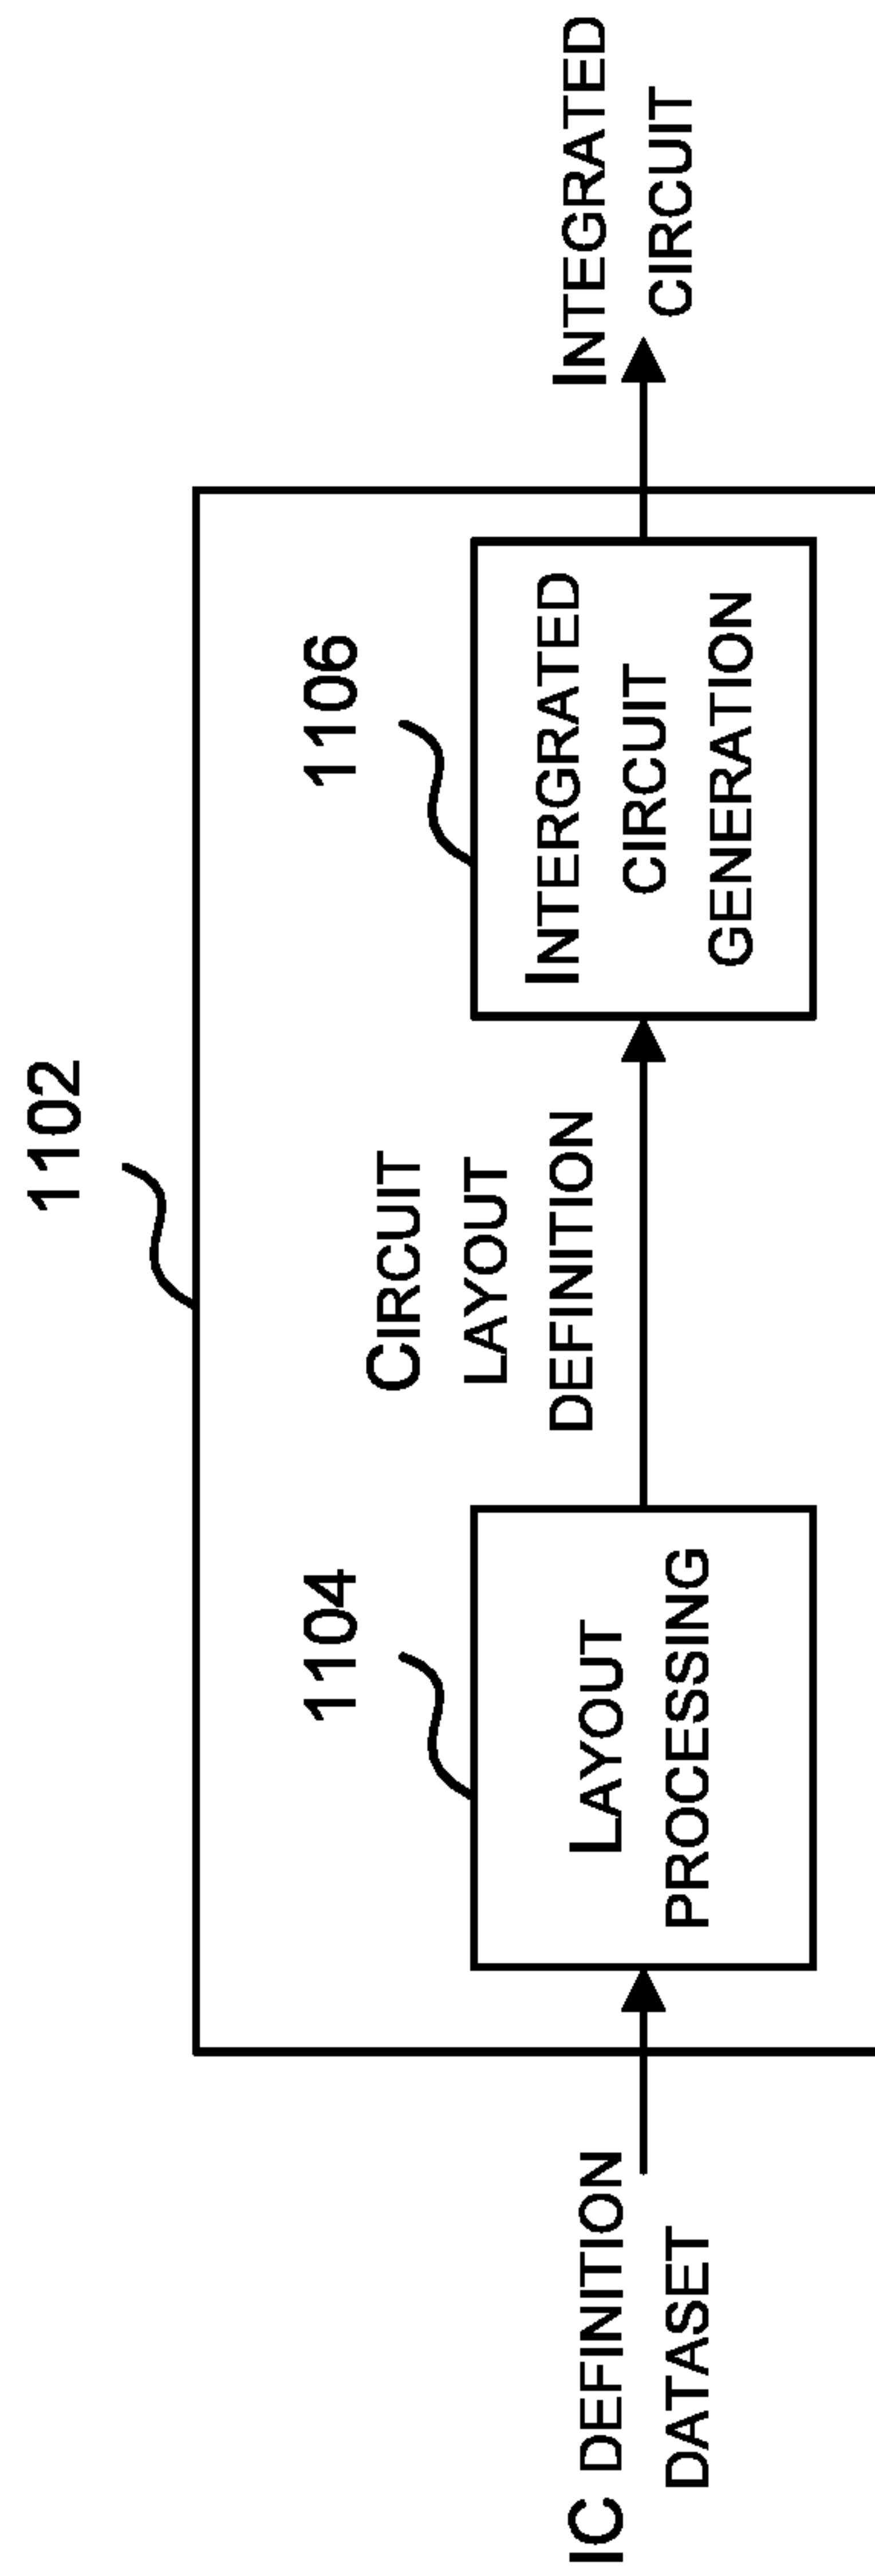 1102
1104
1106
IC DEFINITION
DATASET
LAYOUT
PROCESSING
CIRCUIT
LAYOUT
DEFINITION
INTERGRATED
CIRCUIT
GENERATION
INTEGRATED
CIRCUIT